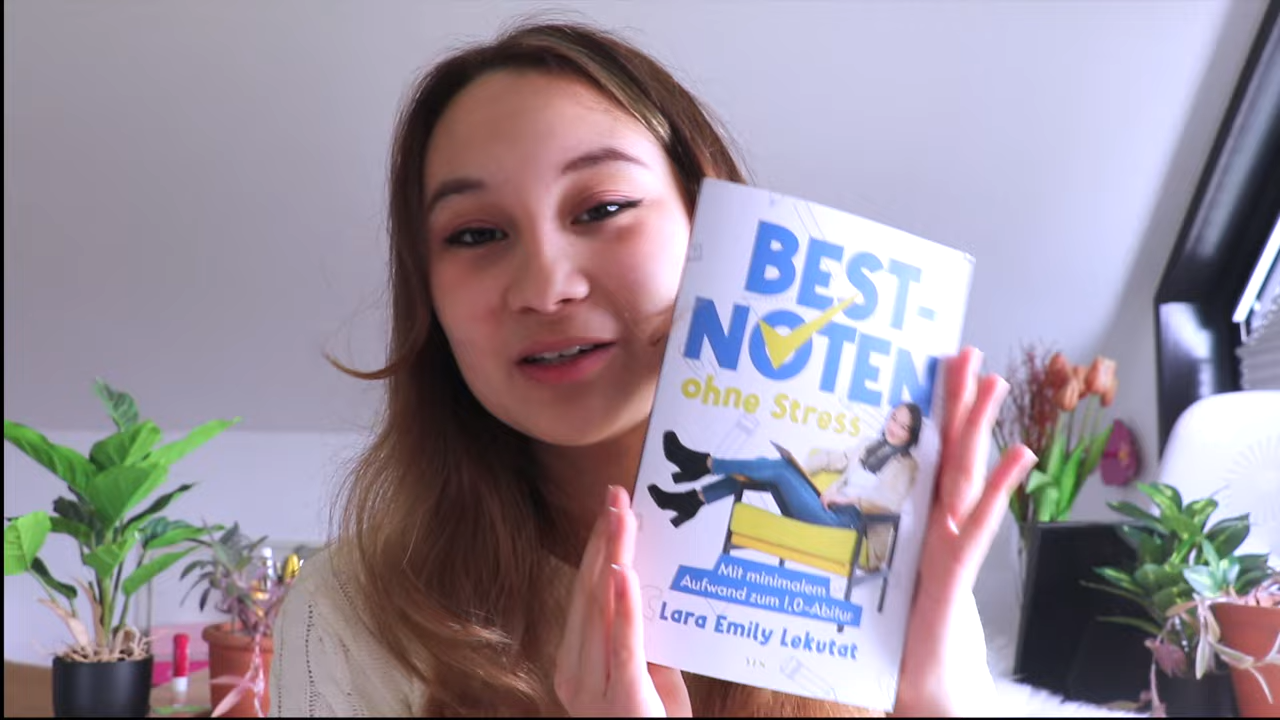 BEST-
NOTEN
ohne Stress
Mit minimalem
Aufwand zum 1,0-Abitur
Lara Emily Lekutat